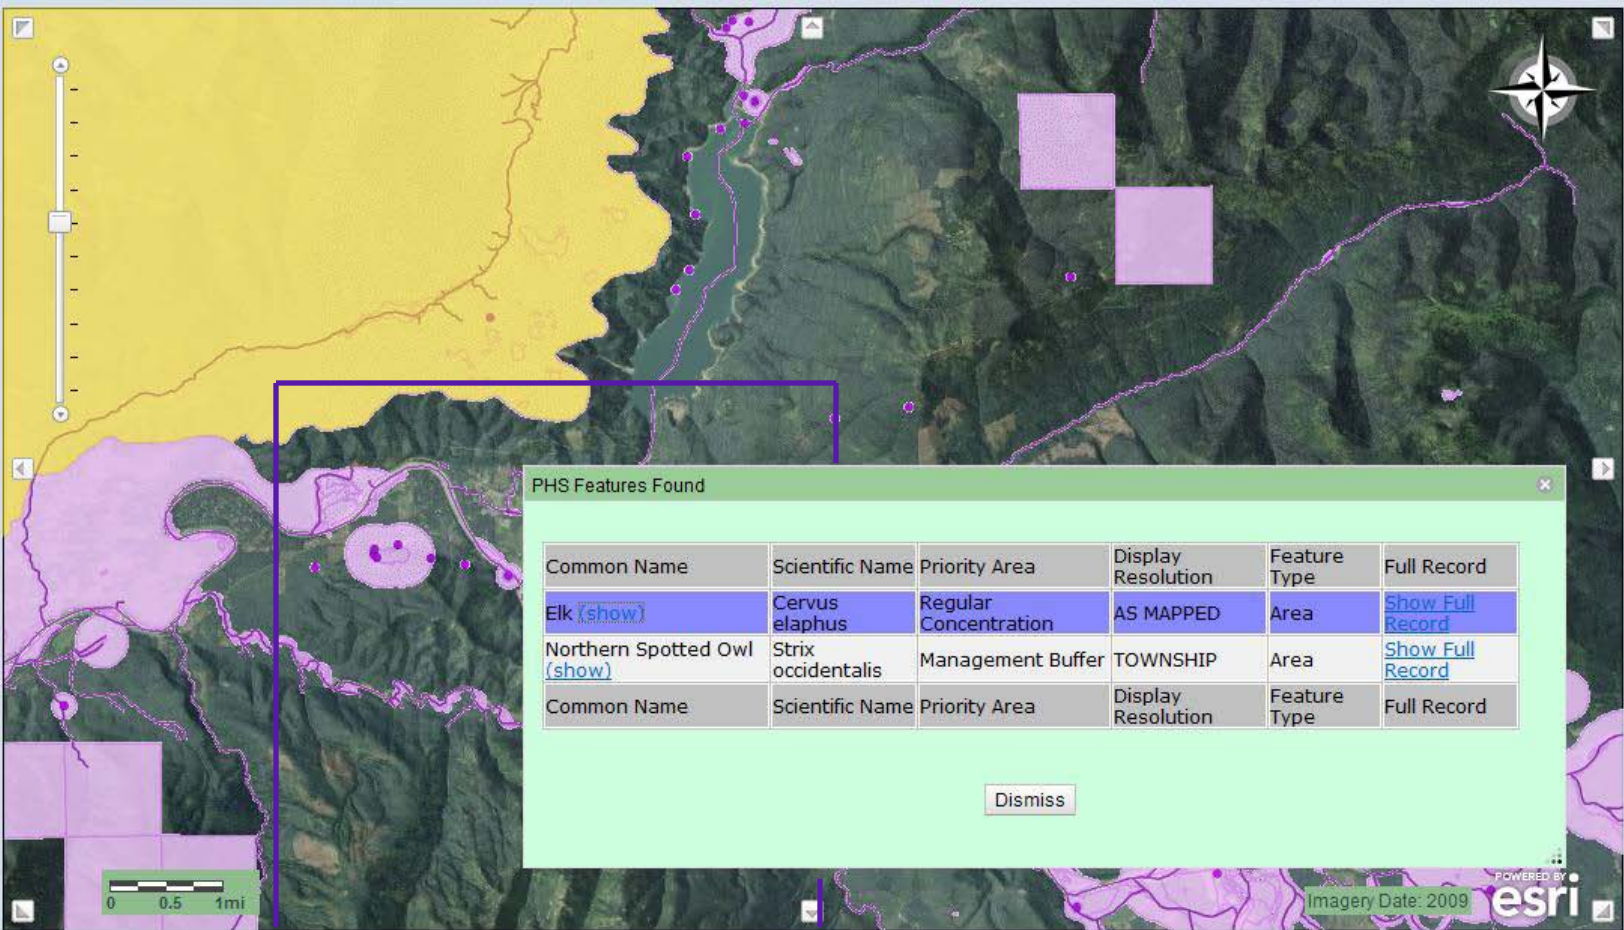 PHS Features Found
Common Name Scientific Name Priority Area Display Resolution Feature Type Full Record
Elk (show) Cervus elaphus Regular Concentration AS MAPPED Area Show Full Record
Northern Spotted Owl (show) Strix occidentalis Management Buffer TOWNSHIP Area Show Full Record
Common Name Scientific Name Priority Area Display Resolution Feature Type Full Record
Dismiss
0 0.5 1mi
Imagery Date: 2009
POWERED BY
esri